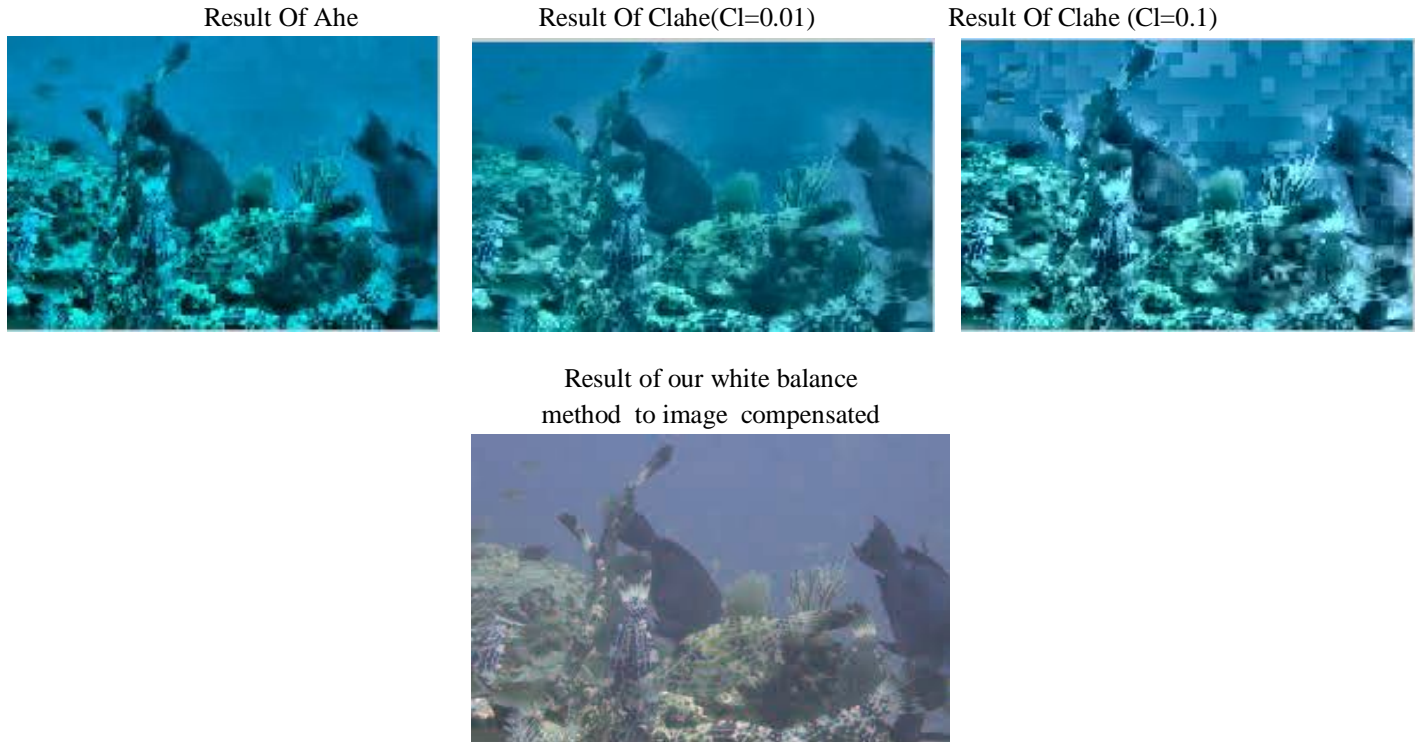 Result Of Ahe
Result Of Clahe(Cl=0.01)
Result Of Clahe (Cl=0.1)
Result of our white balance
method to image compensated